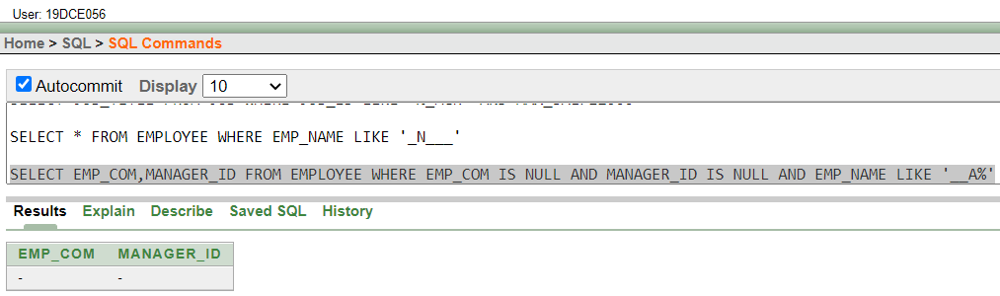 User: 19DCE056
Home > SQL > SQL Commands
Autocommit Display 10
SELECT * FROM EMPLOYEE WHERE EMP_NAME LIKE '_N___'
SELECT EMP_COM,MANAGER_ID FROM EMPLOYEE WHERE EMP_COM IS NULL AND MANAGER_ID IS NULL AND EMP_NAME LIKE '__A%'
Results Explain Describe Saved SQL History
EMP_COM MANAGER_ID
- -